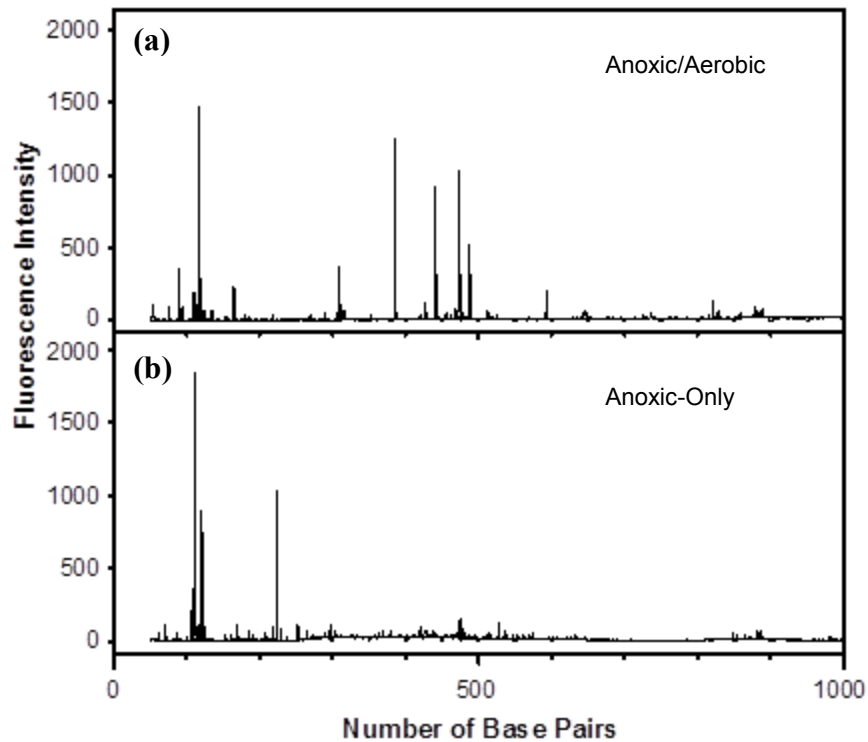 (a)
Anoxic/Aerobic
2000
1500
1000
500
0
(b)
Anoxic-Only
2000
1500
1000
500
0
Fluorescence Intensity
0
500
1000
Number of Base Pairs